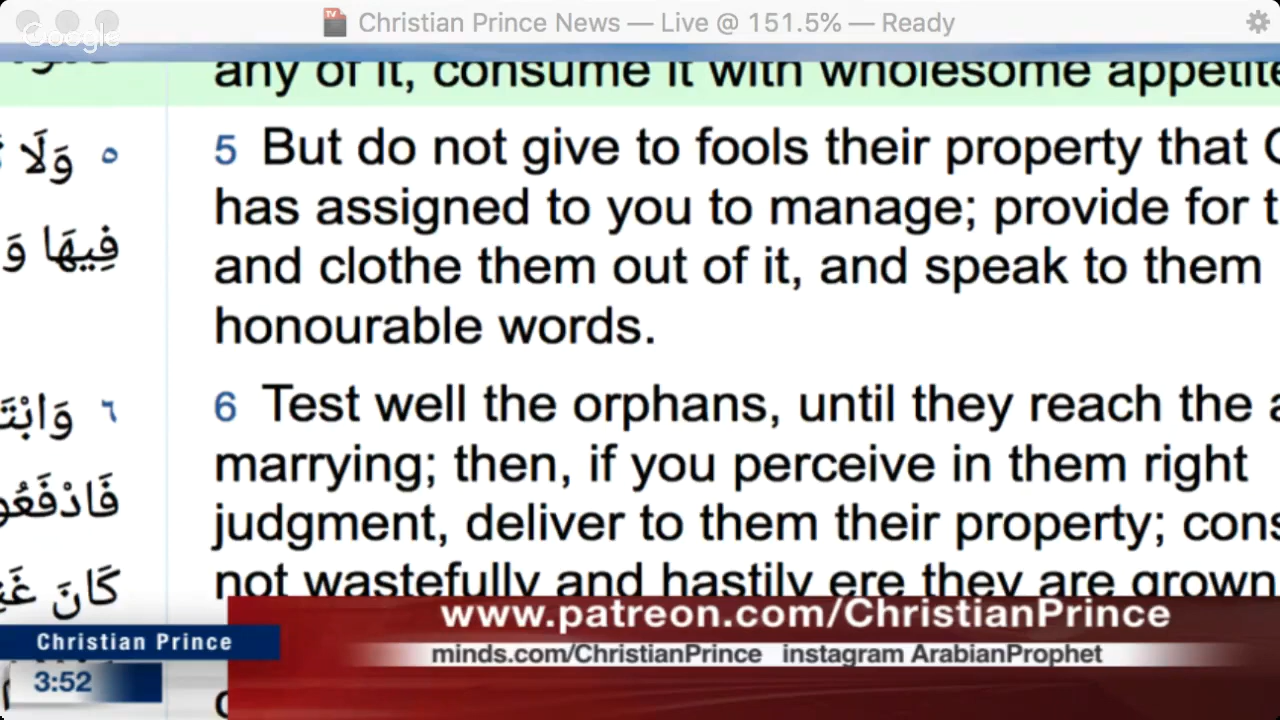 Christian Prince News — Live @ 151.5% — Ready
Google
any of it, consume it with wholesome appetite
٥ وَلَا
5 But do not give to fools their property that
فِيهَا وَ
has assigned to you to manage; provide for
and clothe them out of it, and speak to them
honourable words.
٦
6 Test well the orphans, until they reach the
marrying; then, if you perceive in them right
judgment, deliver to them their property;
not wastefully and hastily ere they are grown
كَانَ
www.patreon.com/ChristianPrince
Christian Prince
minds.com/ChristianPrince instagram ArabianProphet
3:52